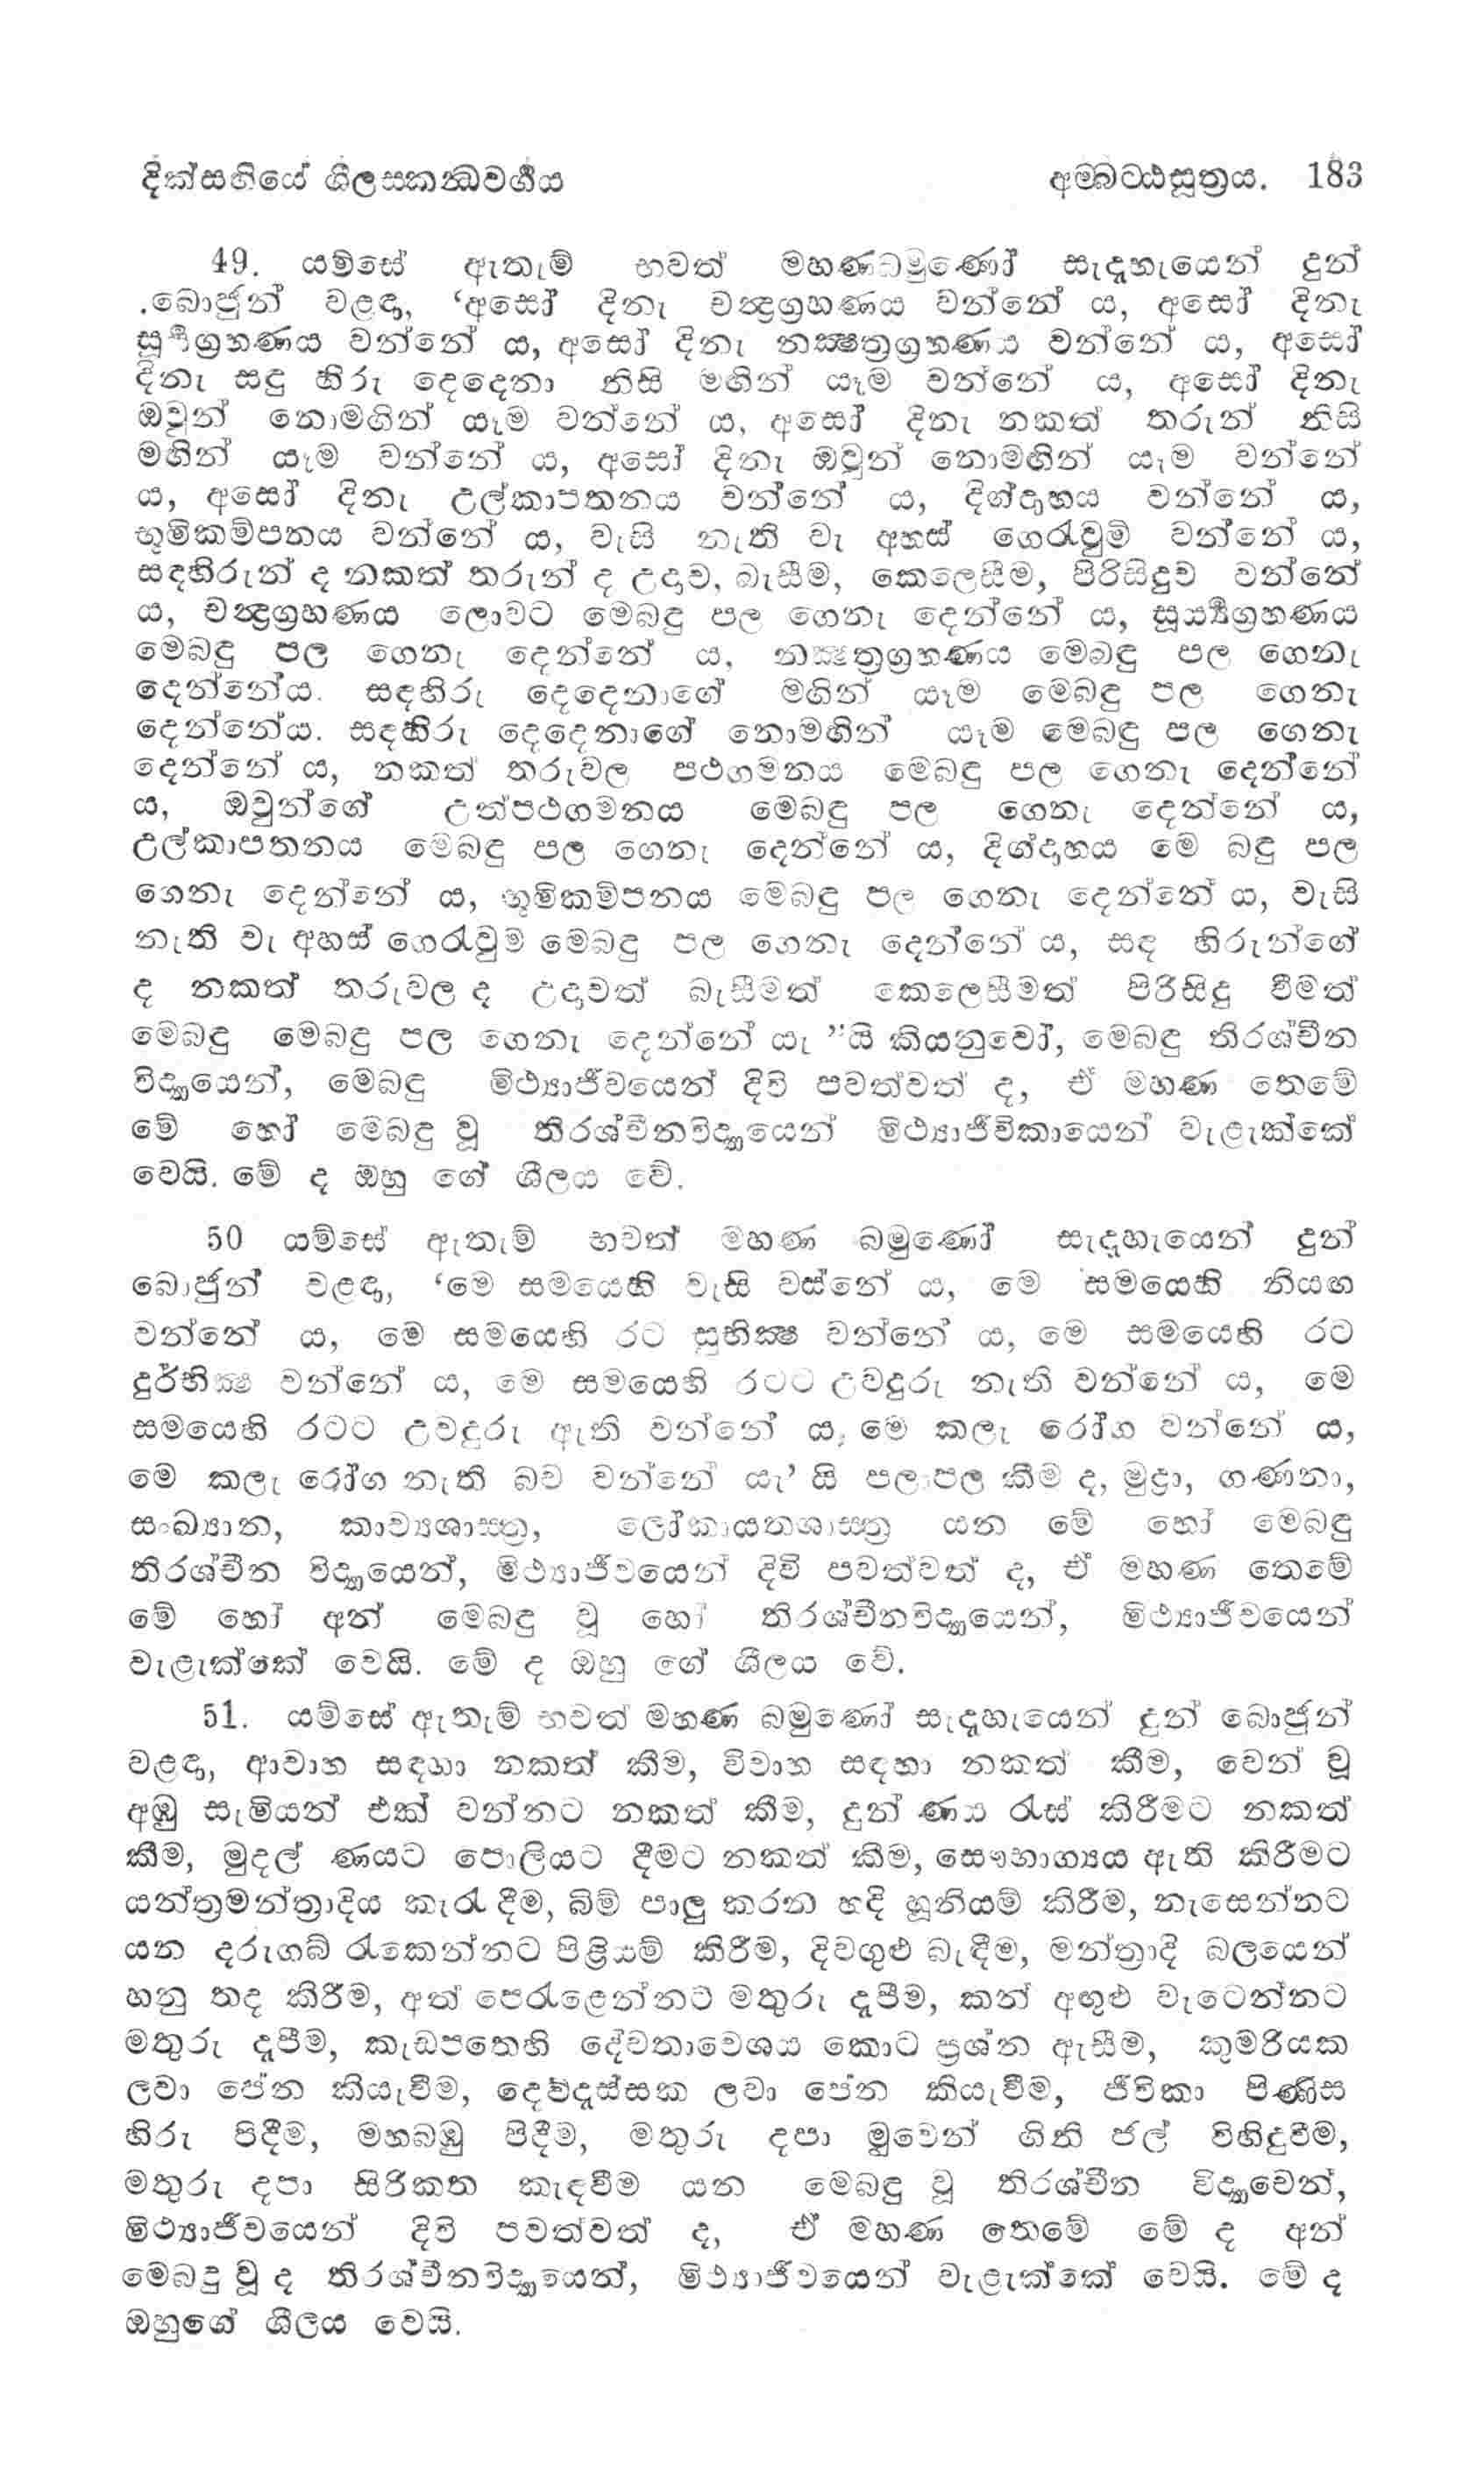 දික්සඟියේ ශීලස්කන්ධවර්ගය අම්බට්ඨසූත්‍රය. 183
49. යම්සේ ඇතැම් භවත් මහණබමුණෝ සැදෑහැයෙන් දුන්
බොජුන් වළඳා, ‘අසෝ දිනැ චන්ද්‍රග්‍රහණය වන්නේ ය, අසෝ දිනැ
සූර්‍ය්‍යග්‍රහණය වන්නේ ය, අසෝ දිනැ නක්‍ෂත්‍රග්‍රහණය වන්නේ ය, අසෝ
දිනැ සඳු හිරු දෙදෙනා නිසි මඟින් යෑම වන්නේ ය, අසෝ දිනැ
ඔවුන් නොමගින් යෑම වන්නේ ය, අසෝ දිනැ නකත් තරුන් නිසි
මඟින් යෑම වන්නේ ය, අසෝ දිනැ ඔවුන් නොමඟින් යෑම වන්නේ
ය, අසෝ දිනැ උල්කාපතනය වන්නේ ය, දිග්දාහය වන්නේ ය,
භූමිකම්පනය වන්නේ ය, වැසි නැති වැ අහස් ගෙරැවුම් වන්නේ ය,
සඳහිරුන් ද නකත් තරුන් ද උදාව, බැසීම, කෙලෙසීම, පිරිසිදුව වන්නේ
ය, චන්ද්‍රග්‍රහණය ලොවට මෙබඳු පල ගෙනැ දෙන්නේ ය, සූර්‍ය්‍යග්‍රහණය
මෙබඳු පල ගෙනැ දෙන්නේ ය, නක්‍ෂත්‍රග්‍රහණය මෙබඳු පල ගෙනැ
දෙන්නේය. සඳහිරු දෙදෙනාගේ මගින් යෑම මෙබඳු පල ගෙනැ
දෙන්නේය. සඳහිරු දෙදෙනාගේ නොමඟින් යෑම මෙබඳු පල ගෙනැ
දෙන්නේ ය, නකත් තරුවල පථගමනය මෙබඳු පල ගෙනැ දෙන්නේ
ය, ඔවුන්ගේ උත්පථගමනය මෙබඳු පල ගෙනැ දෙන්නේ ය,
උල්කාපතනය මෙබඳු පල ගෙනැ දෙන්නේ ය, දිග්දාහය මෙ බඳු පල
ගෙනැ දෙන්නේ ය, භූමිකම්පනය මෙබඳු පල ගෙනැ දෙන්නේ ය, වැසි
නැති වැ අහස් ගෙරැවුම මෙබඳු පල ගෙනැ දෙන්නේ ය, සඳ හිරුන්ගේ
ද නකත් තරුවල ද උදාවත් බැසීමත් කෙලෙසීමත් පිරිසිදු වීමත්
මෙබඳු මෙබඳු පල ගෙනැ දෙන්නේ යැ ”යි කියනුවෝ, මෙබඳු තිරශ්චීන
විද්‍යායෙන්, මෙබඳු මිථ්‍යාජීවයෙන් දිවි පවත්වත් ද, ඒ මහණ තෙමේ
මේ හෝ මෙබඳු වූ තිරශ්චීනවිද්‍යායෙන් මිථ්‍යාජීවිකායෙන් වැළැක්කේ
වෙයි. මේ ද ඔහු ගේ ශීලය වේ.
50 යම්සේ ඇතැම් භවත් මහණ බමුණෝ සැදෑහැයෙන් දුන්
බොජුන් වළඳා, ‘මෙ සමයෙහි වැසි වස්නේ ය, මෙ සමයෙහි නියඟ
වන්නේ ය, මෙ සමයෙහි රට සුභික්‍ෂ වන්නේ ය, මෙ සමයෙහි රට
දුර්භික්‍ෂ වන්නේ ය, මෙ සමයෙහි රටට උවදුරු නැති වන්නේ ය, මෙ
සමයෙහි රටට උවදුරු ඇති වන්නේ ය, මෙ කලැ රෝග වන්නේ ය,
මෙ කලැ රෝග නැති බව වන්නේ යැ’ යි පලාපල කීම ද, මුද්‍රා, ගණනා,
සංඛ්‍යාන, කාව්‍යශාස්ත්‍ර, ලෝකායතශාස්ත්‍ර යන මේ හෝ මෙබඳු
තිරශ්චීන විද්‍යායෙන්, මිථ්‍යාජීවයෙන් දිවි පවත්වත් ද, ඒ මහණ තෙමේ
මේ හෝ අන් මෙබඳු වූ හෝ තිරශ්චීනවිද්‍යායෙන්, මිථ්‍යාජීවයෙන්
වැළැක්කේ වෙයි. මේ ද ඔහු ගේ ශීලය වේ.
51. යම්සේ ඇතැම් භවත් මහණ බමුණෝ සැදෑහැයෙන් දුන් බොජුන්
වළඳා, ආවාහ සඳහා නකත් කීම, විවාහ සඳහා නකත් කීම, වෙන් වූ
අඹු සැමියන් එක් වන්නට නකත් කීම, දුන් ණය රැස් කිරීමට නකත්
කීම, මුදල් ණයට පොලියට දීමට නකත් කීම, සෞභාග්‍යය ඇති කිරීමට
යන්ත්‍රමන්ත්‍රාදිය කැරැ දීම, බිම් පාලු කරන හදි හූනියම් කිරීම, නැසෙන්නට
යන දරුගබ් රැකෙන්නට පිළියම් කිරීම, දිවගුළු බැඳීම, මන්ත්‍රාදි බලයෙන්
හනු තද කිරීම, අත් පෙරැළෙන්නට මතුරු දැපීම, කන් අඟුළු වැටෙන්නට
මතුරු දැපීම, කැඩපතෙහි දේවතාවෙශය කොට ප්‍රශ්න ඇසීම, කුමරියක
ලවා පේන කියැවීම, දෙව්දැස්සක ලවා පේන කියැවීම, ජීවිකා පිණිස
හිරු පිදීම, මහබඹු පිදීම, මතුරු දපා මුවෙන් ගිනි ජල් විහිදුවීම,
මතුරු දපා සිරිකත කැඳවීම යන මෙබඳු වූ තිරශ්චීන විද්‍යාවෙන්,
මිථ්‍යාජීවයෙන් දිවි පවත්වත් ද, ඒ මහණ තෙමේ මේ ද අන්
මෙබඳු වූ ද තිරශ්චීනවිද්‍යායෙන්, මිථ්‍යාජීවයෙන් වැළැක්කේ වෙයි. මේ ද
ඔහුගේ ශීලය වෙයි.